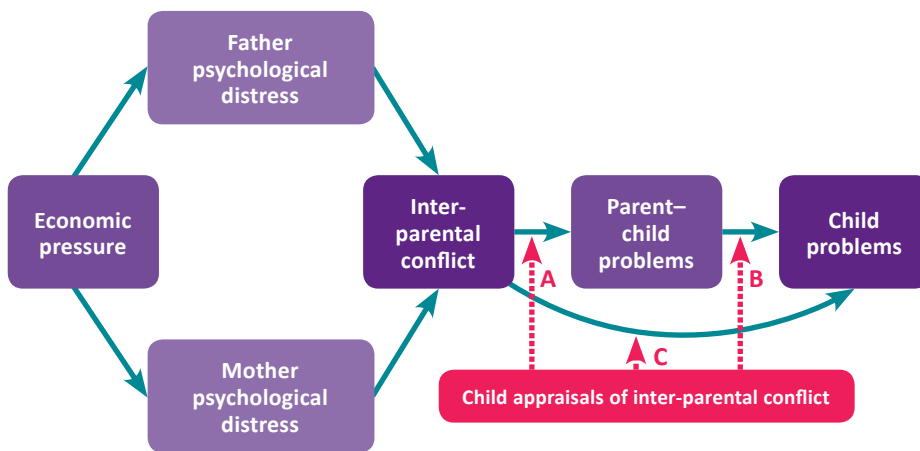 Father
psychological
distress
Economic
pressure
Inter-
parental
conflict
Parent–
child
problems
Child
problems
A
B
C
Mother
psychological
distress
Child appraisals of inter-parental conflict